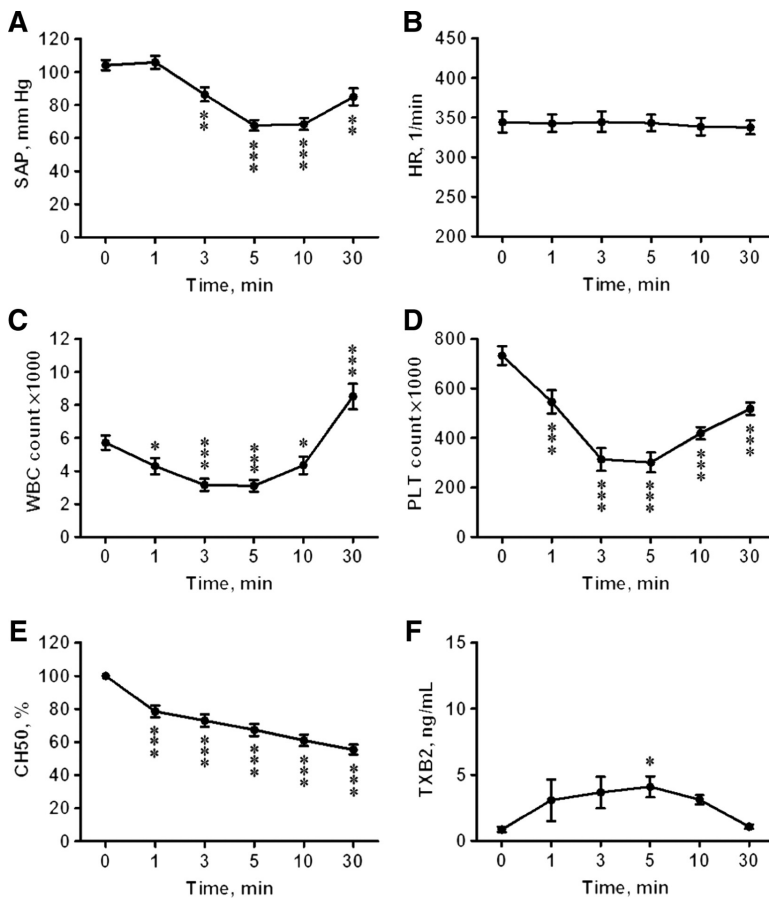 A
SAP, mm Hg
120
100
80
60
40
20
0
** *** *** **
0 1 3 5 10 30
Time, min
B
HR, 1/min
450
400
350
300
250
200
0 1 3 5 10 30
Time, min
C
WBC count×1000
12
10
8
6
4
2
0
* *** *** * ***
0 1 3 5 10 30
Time, min
D
PLT count×1000
800
600
400
200
0
*** *** *** *** ***
0 1 3 5 10 30
Time, min
E
CH50, %
120
100
80
60
40
20
0
*** *** *** *** ***
0 1 3 5 10 30
Time, min
F
TXB2, ng/mL
15
10
5
0
*
0 1 3 5 10 30
Time, min